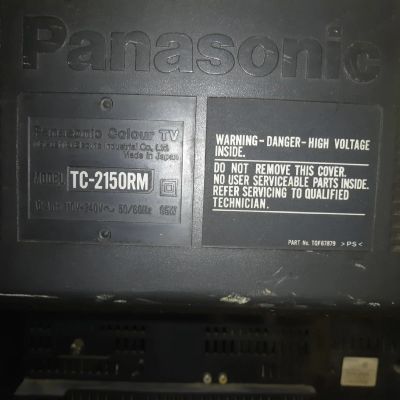 Panasonic
Panasonic Colour TV
Industrial Co., Ltd.
Made in Japan
MODEL TC-2150RM
240V~ 50/60Hz 95W
WARNING-DANGER-HIGH VOLTAGE
INSIDE.
DO NOT REMOVE THIS COVER.
NO USER SERVICEABLE PARTS INSIDE.
REFER SERVICING TO QUALIFIED
TECHNICIAN.
PART No. TQF67879 >PS<